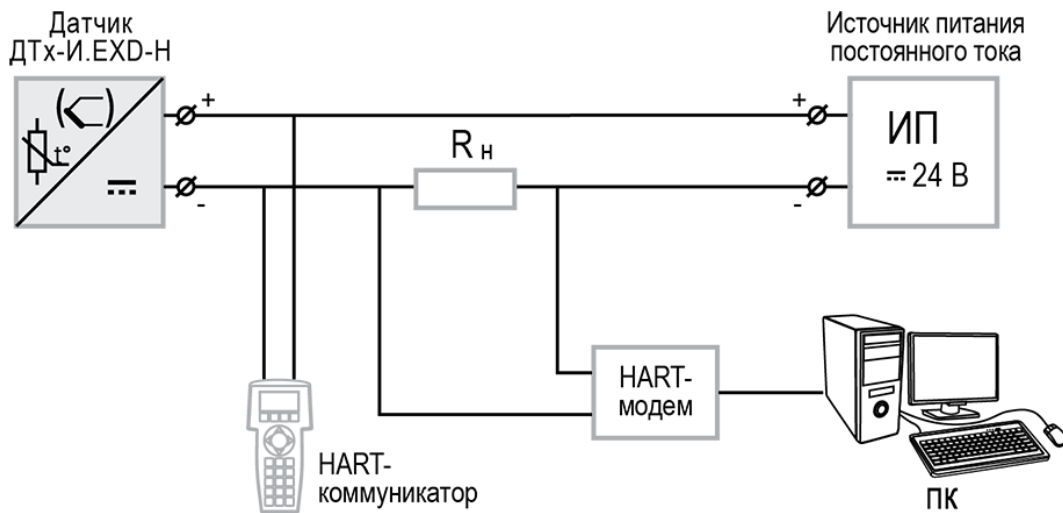 Датчик
ДТх-И.EXD-H
Источник питания
постоянного тока
+
+
ИП
24 В
t°
R н
-
-
HART-
модем
HART-
коммуникатор
ПК